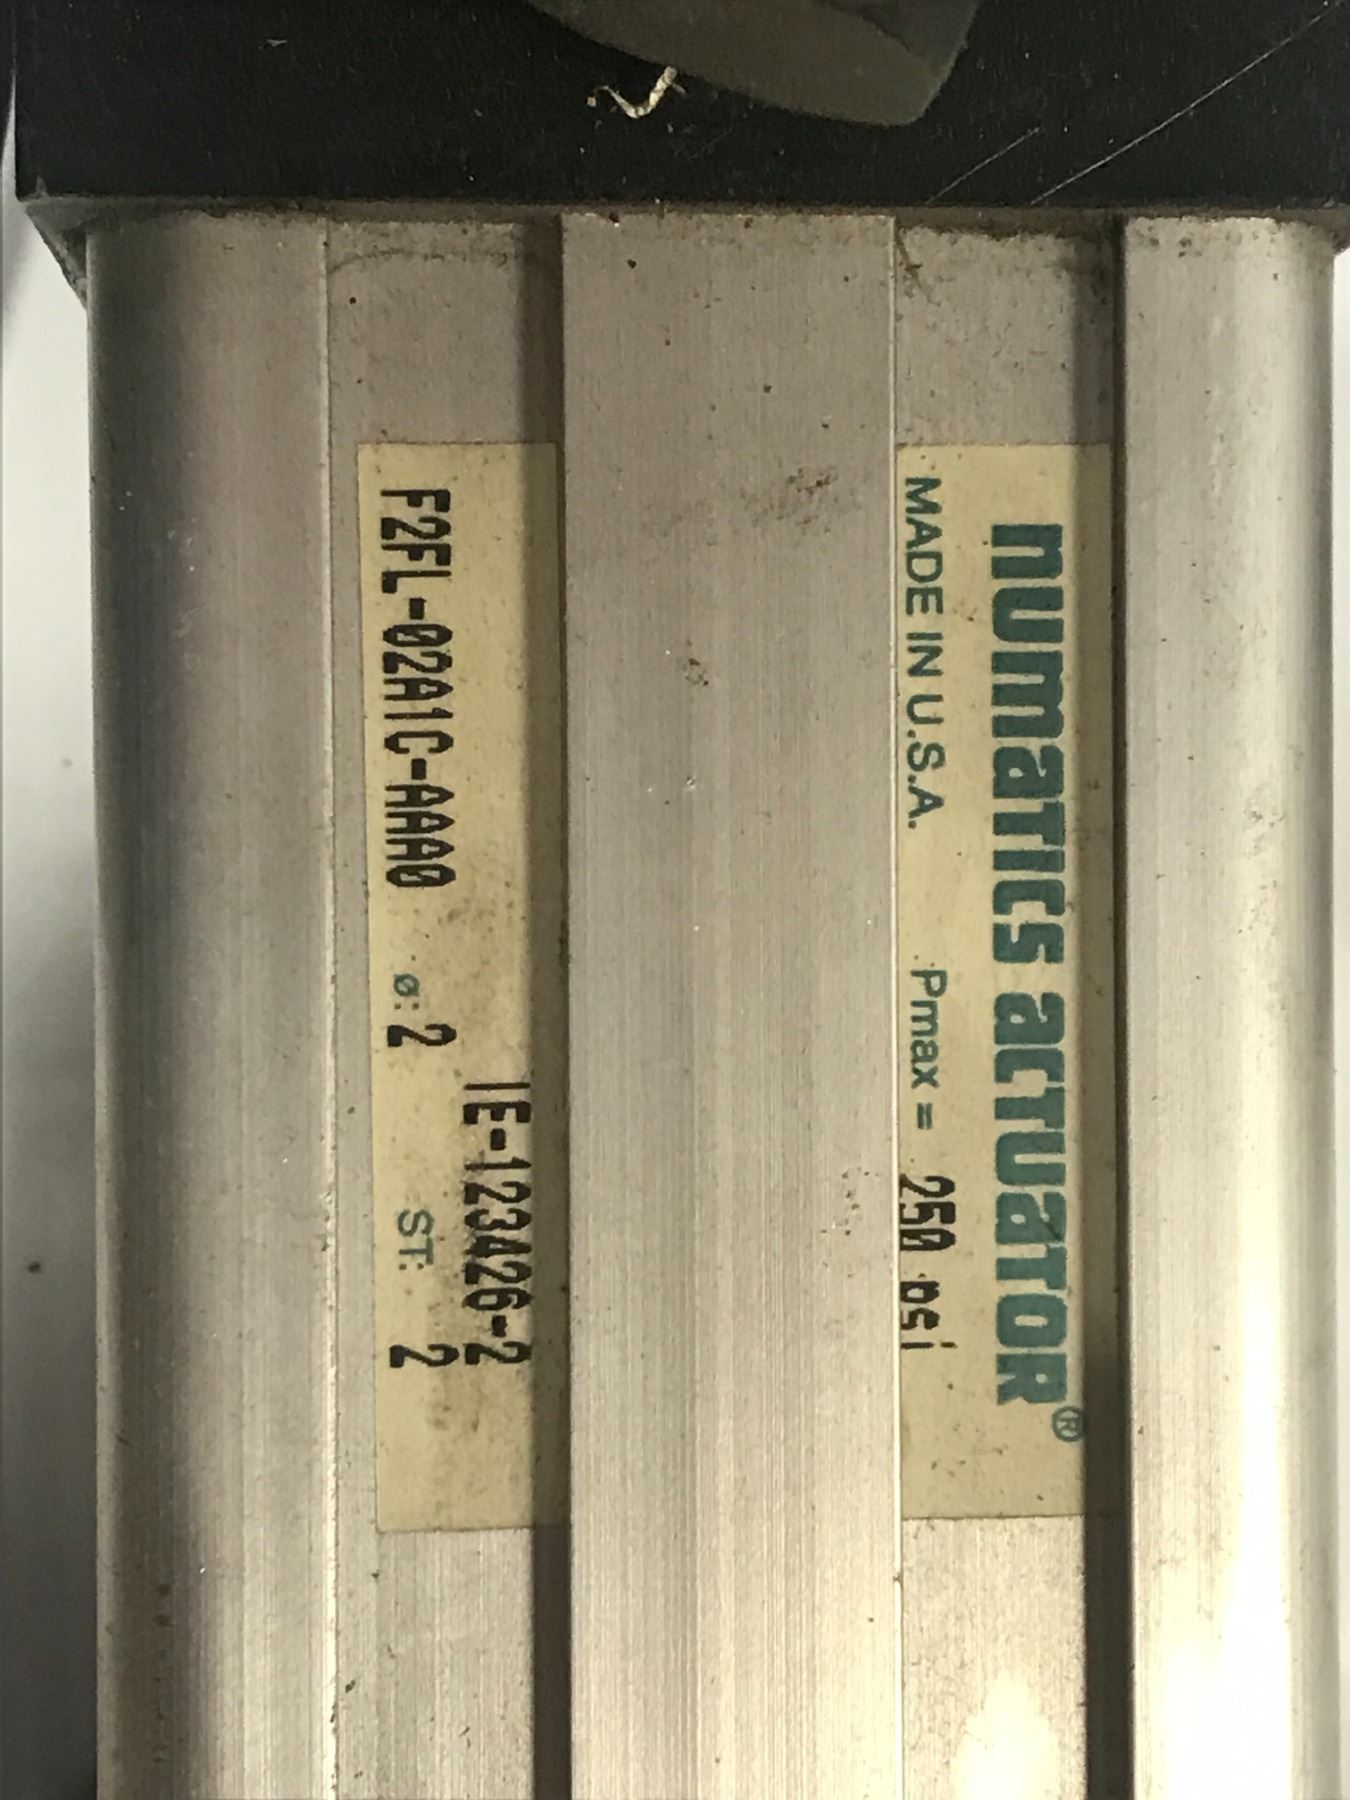 numatics actuator®
MADE IN U.S.A. Pmax = 250 psi
IE-123426-2
F2FL-02A1C-AAA0 ø: 2 ST: 2